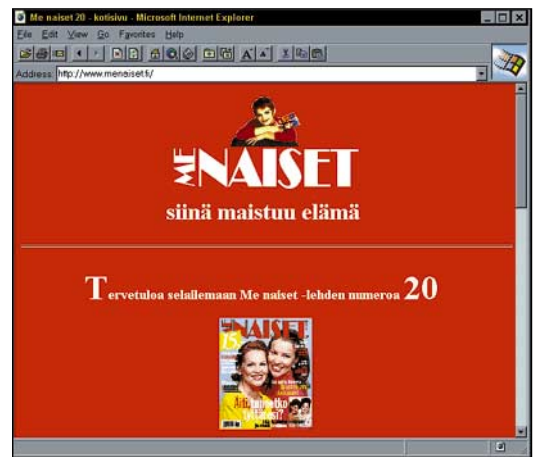 Me naiset 20 - kotisivu - Microsoft Internet Explorer
File Edit View Go Favorites Help
Address: http://www.menaiset.fi/
ME NAISET
siinä maistuu elämä
Tervetuloa selailemaan Me naiset -lehden numeroa 20
NAISET
15